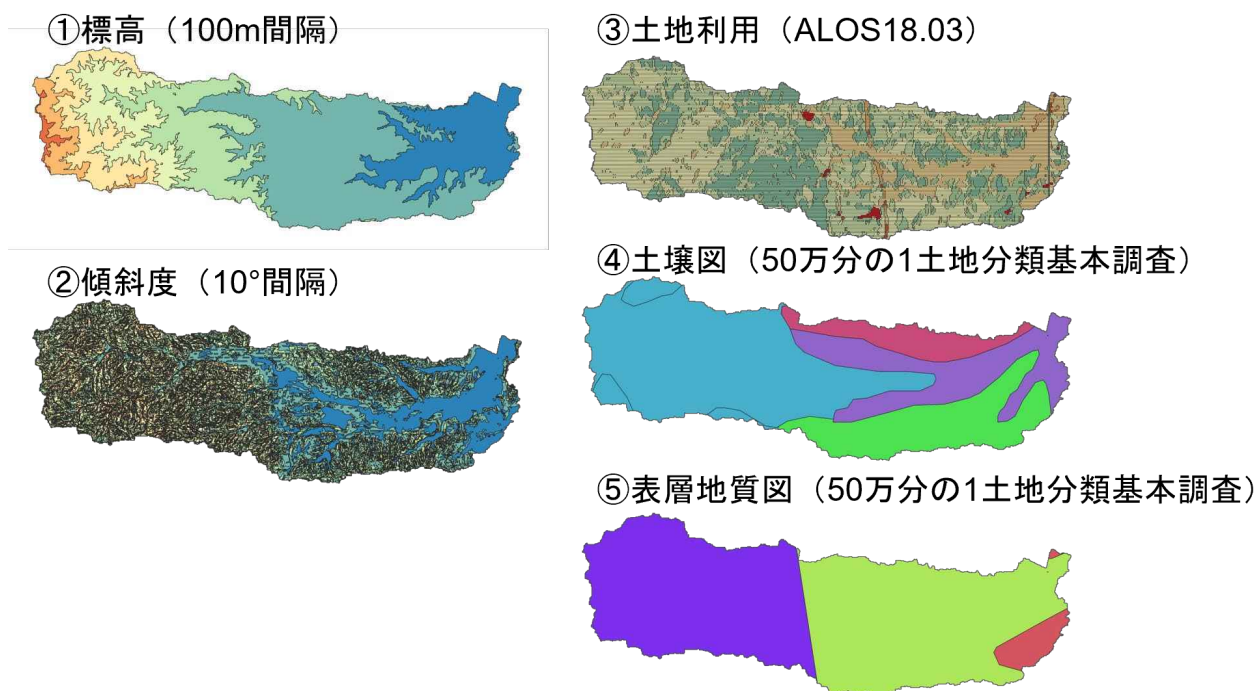 ①標高（100m間隔）
②傾斜度（10°間隔）
③土地利用（ALOS18.03）
④土壌図（50万分の1土地分類基本調査）
⑤表層地質図（50万分の1土地分類基本調査）